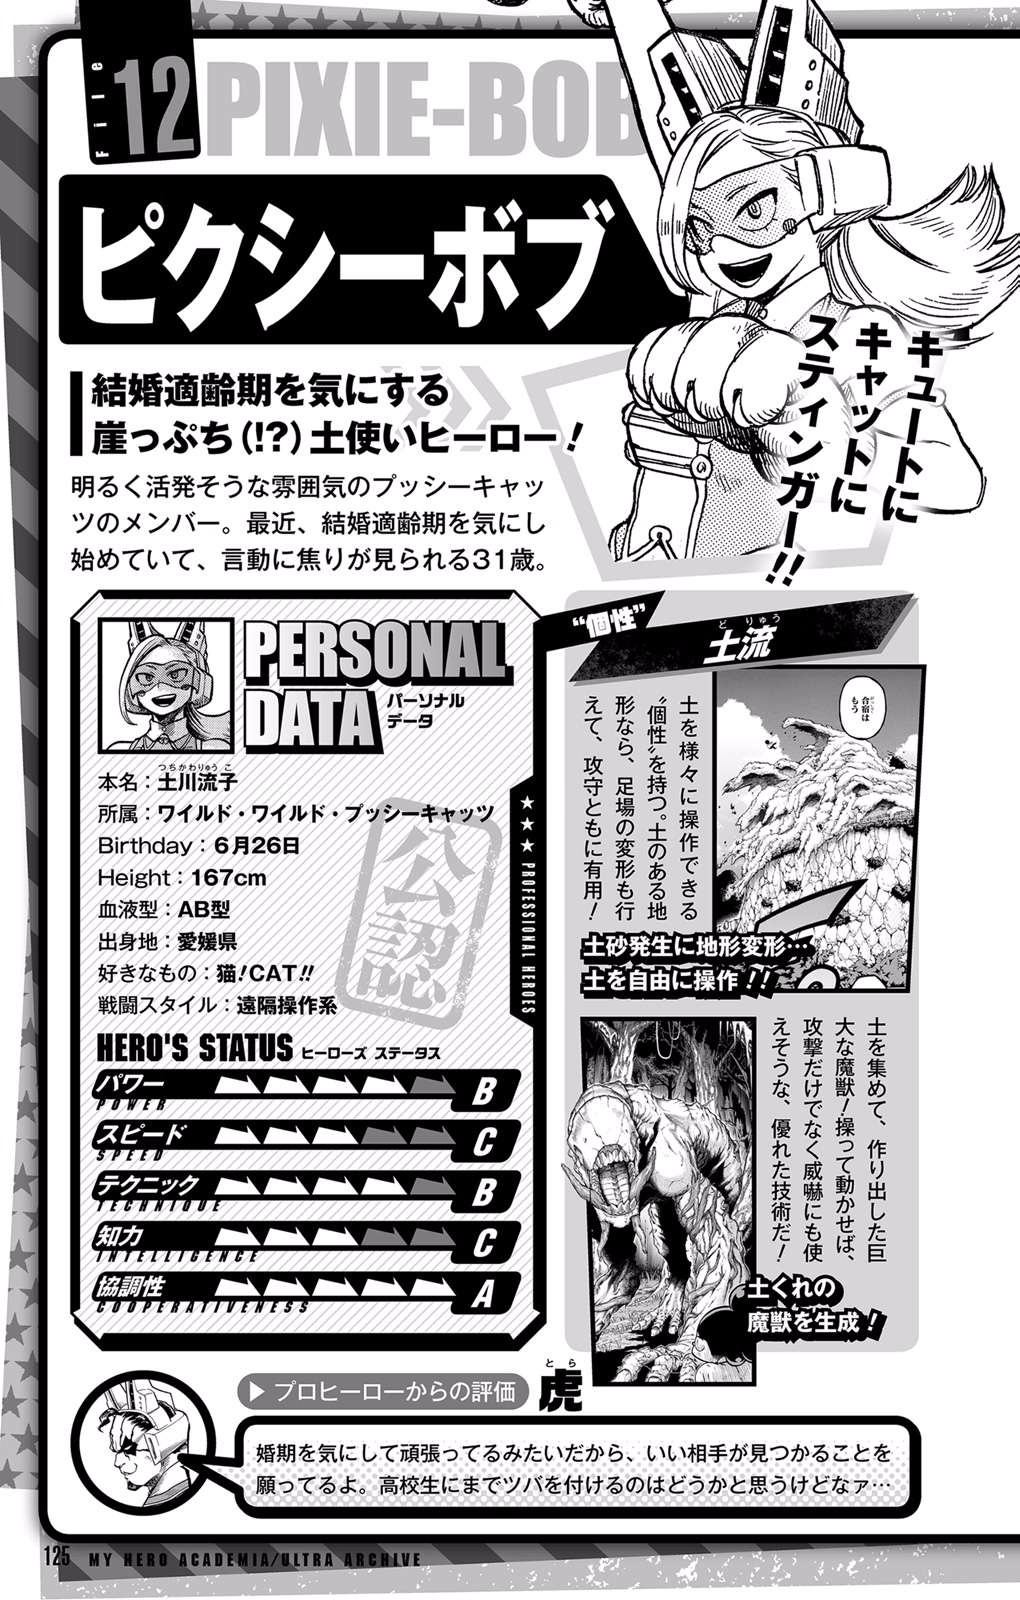 File 12
PIXIE-BOB
ピクシーボブ
キュートに
キャットに
スティンガー!!
結婚適齢期を気にする
崖っぷち(!?)土使いヒーロー!
明るく活発そうな雰囲気のプッシーキャッ
ツのメンバー。最近、結婚適齢期を気にし
始めていて、言動に焦りが見られる31歳。
PERSONAL
DATA
パーソナル
データ
つちかわりゅうこ
本名:土川流子
所属:ワイルド・ワイルド・プッシーキャッツ
Birthday:6月26日
Height:167cm
血液型:AB型
出身地:愛媛県
好きなもの:猫!CAT!!
戦闘スタイル:遠隔操作系
公認
★★★ PROFESSIONAL HEROES
HERO'S STATUS ヒーローズ ステータス
パワー
POWER
B
スピード
SPEED
C
テクニック
TECHNIQUE
B
知力
INTELLIGENCE
C
協調性
COOPERATIVENESS
A
“個性”
どりゅう
土流
合宿は
もう
土を様々に操作できる
〝個性〟を持つ。土のある地
形なら、足場の変形も行
えて、攻守ともに有用!
土砂発生に地形変形…
土を自由に操作!!
土を集めて、作り出した巨
大な魔獣!操って動かせば、
攻撃だけでなく威嚇にも使
えそうな、優れた技術だ!
土くれの
魔獣を生成!
▶プロヒーローからの評価
とら
虎
婚期を気にして頑張ってるみたいだから、いい相手が見つかることを
願ってるよ。高校生にまでツバを付けるのはどうかと思うけどなァ…
125 MY HERO ACADEMIA/ULTRA ARCHIVE